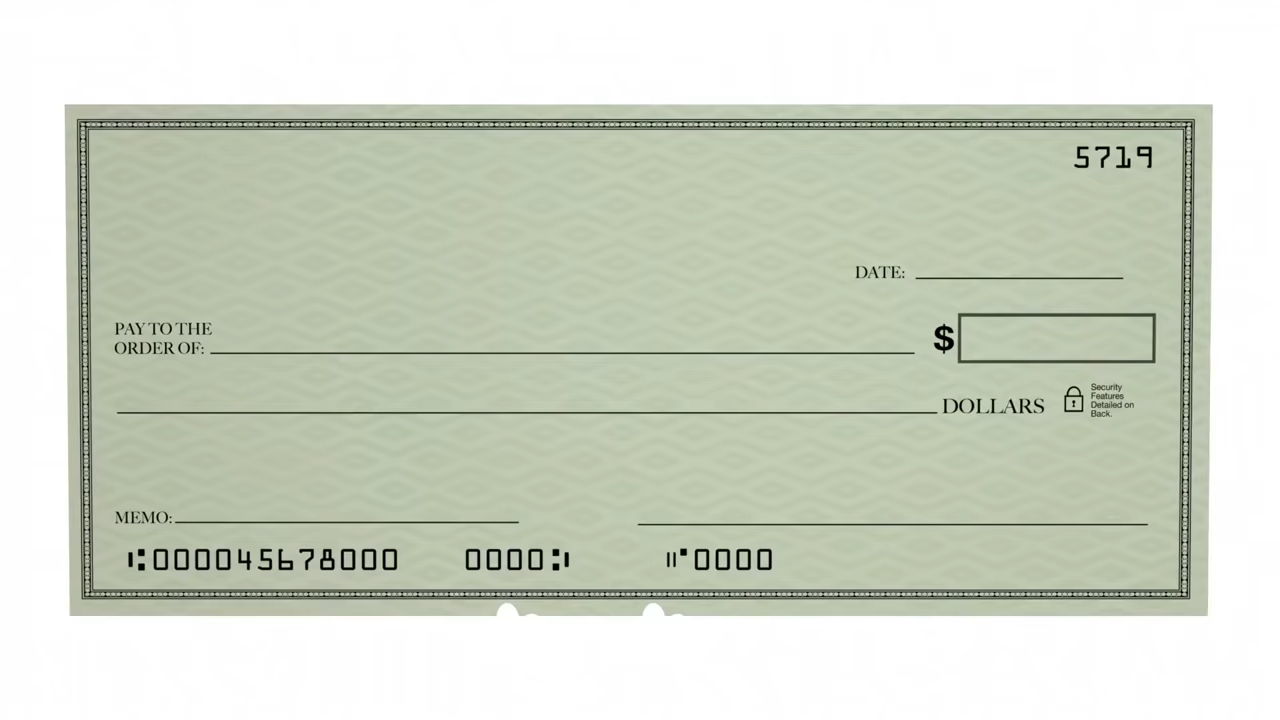 5719
DATE:
PAY TO THE
ORDER OF:
$
DOLLARS
Security
Features
Detailed on
Back.
MEMO:
⑆000045678000 0000⑆ ⑈0000